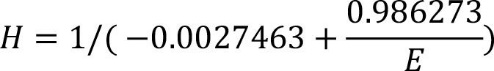 H = 1/( −0.0027463 + 0.986273/E)